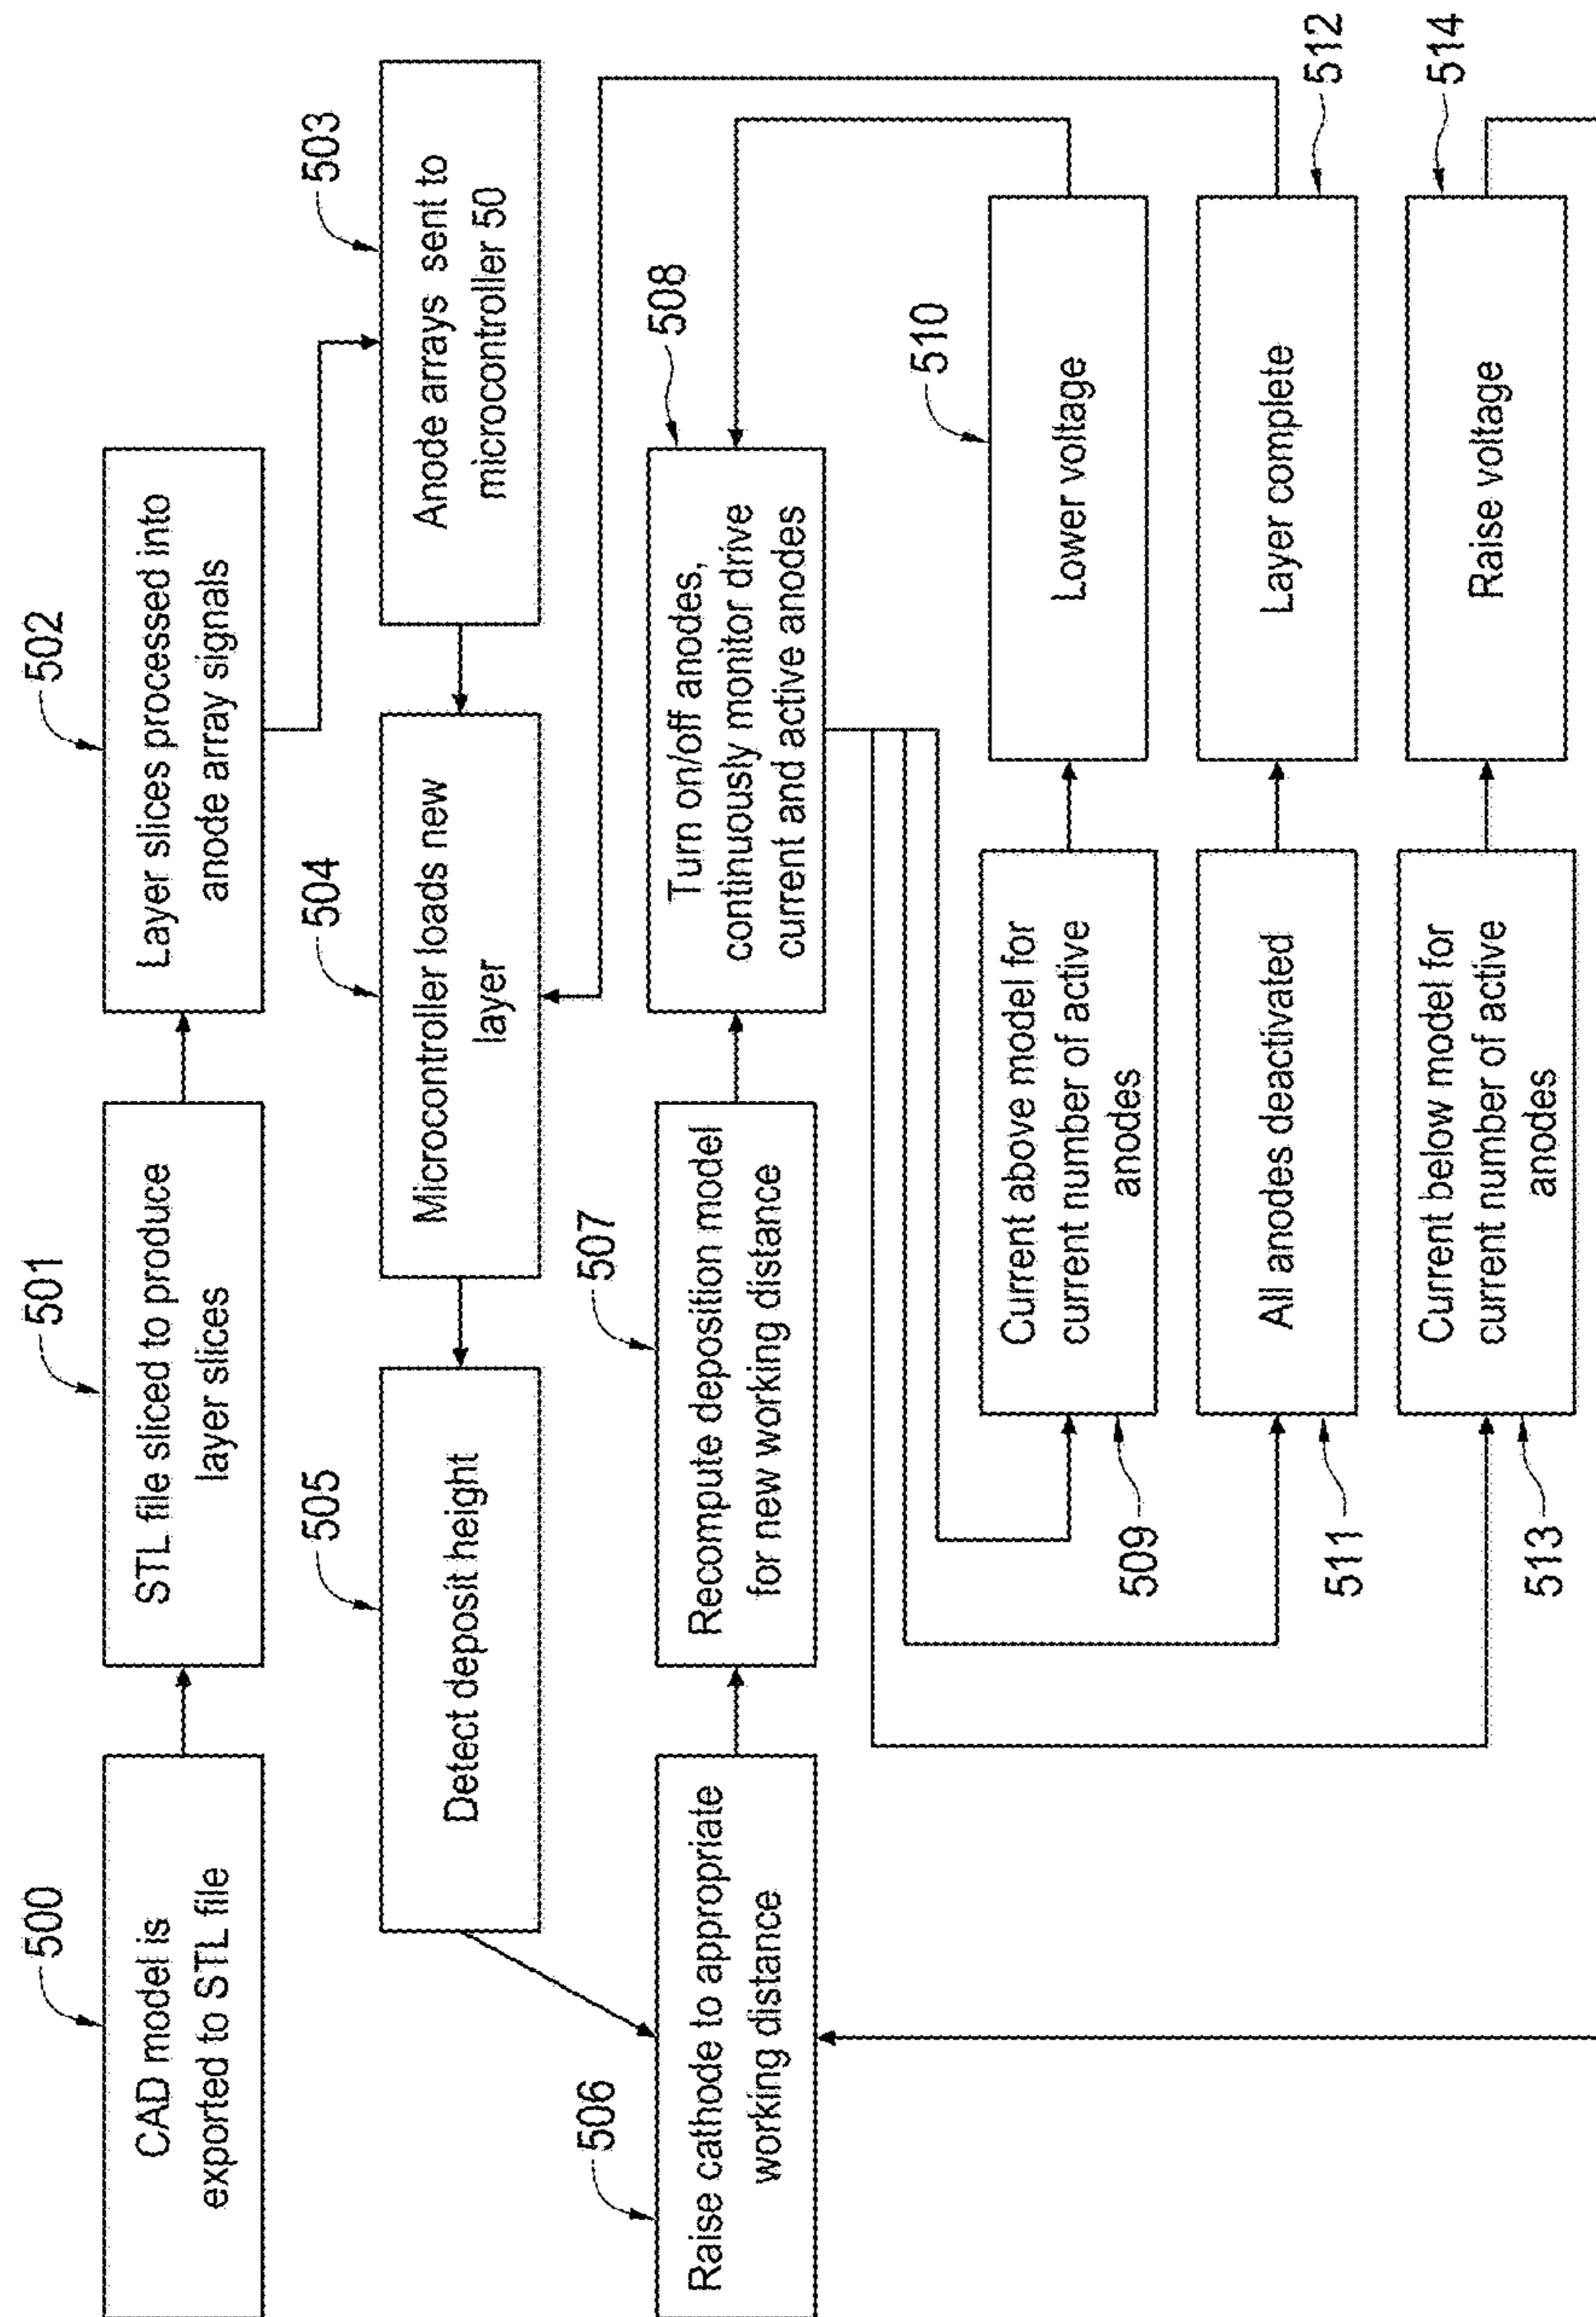 500
CAD model is
exported to STL file
501
STL file sliced to produce
layer slices
502
Layer slices processed into
anode array signals
503
Anode arrays sent to
microcontroller 50
504
Microcontroller loads new
layer
505
Detect deposit height
506
Raise cathode to appropriate
working distance
507
Recompute deposition model
for new working distance
508
Turn on/off anodes,
continuously monitor drive
current and active anodes
509
Current above model for
current number of active
anodes
510
Lower voltage
511
All anodes deactivated
512
Layer complete
513
Current below model for
current number of active
anodes
514
Raise voltage